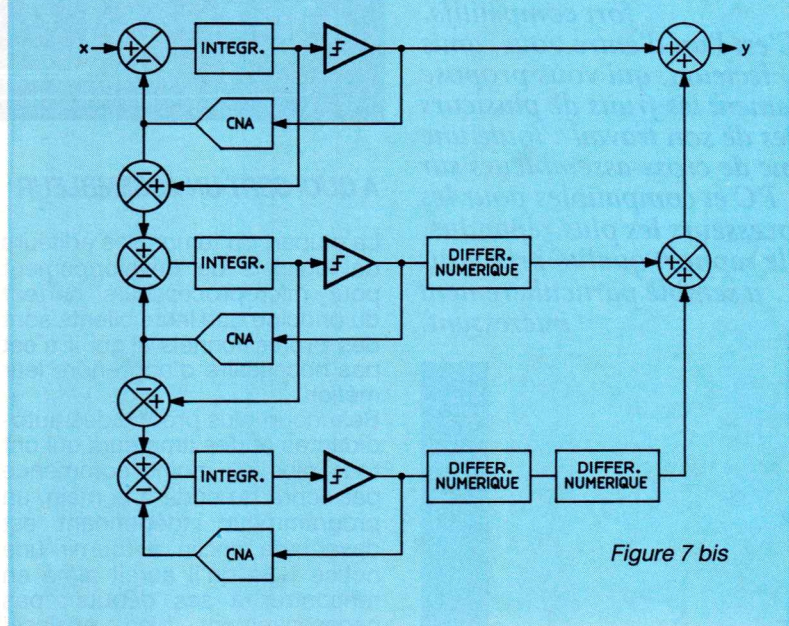 x
+
−
INTEGR.
+
+
y
CNA
−
+
+
−
INTEGR.
DIFFER.
NUMERIQUE
+
+
CNA
−
+
+
−
INTEGR.
DIFFER.
NUMERIQUE
DIFFER.
NUMERIQUE
CNA
Figure 7 bis